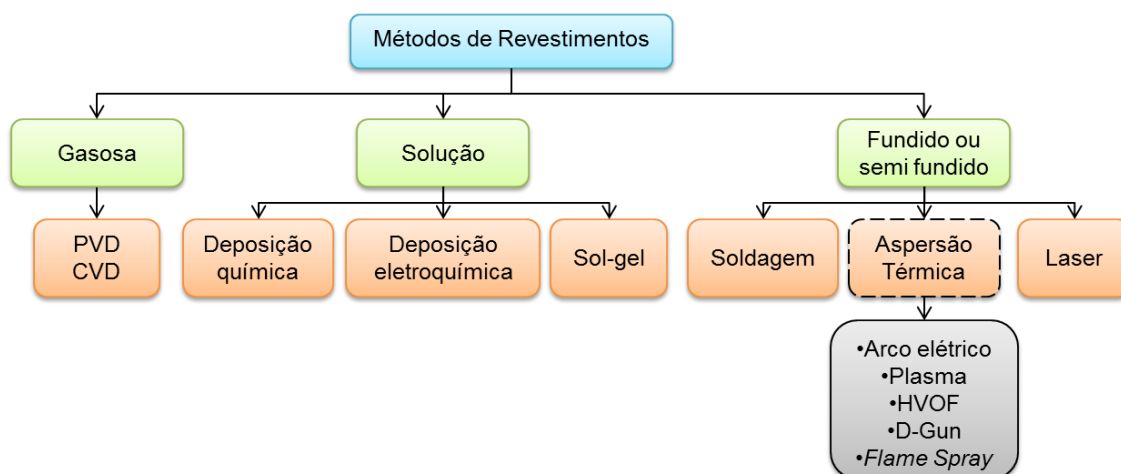 Métodos de Revestimentos
Gasosa
Solução
Fundido ou
semi fundido
PVD
CVD
Deposição
química
Deposição
eletroquímica
Sol-gel
Soldagem
Aspersão
Térmica
Laser
•Arco elétrico
•Plasma
•HVOF
•D-Gun
•Flame Spray